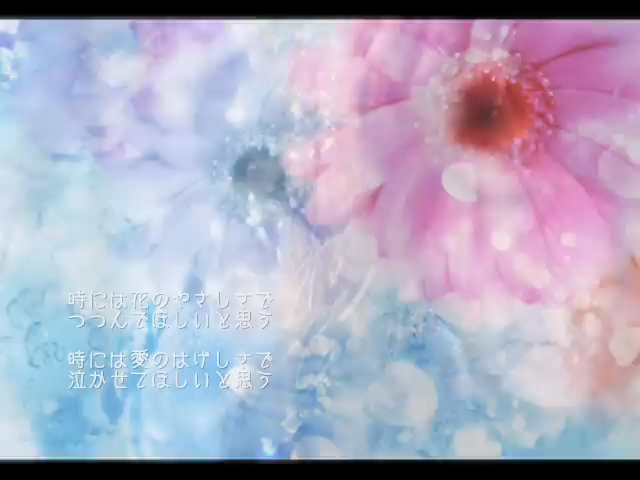 時には花のやさしさで
つつんでほしいと思う
時には愛のはげしさで
泣かせてほしいと思う